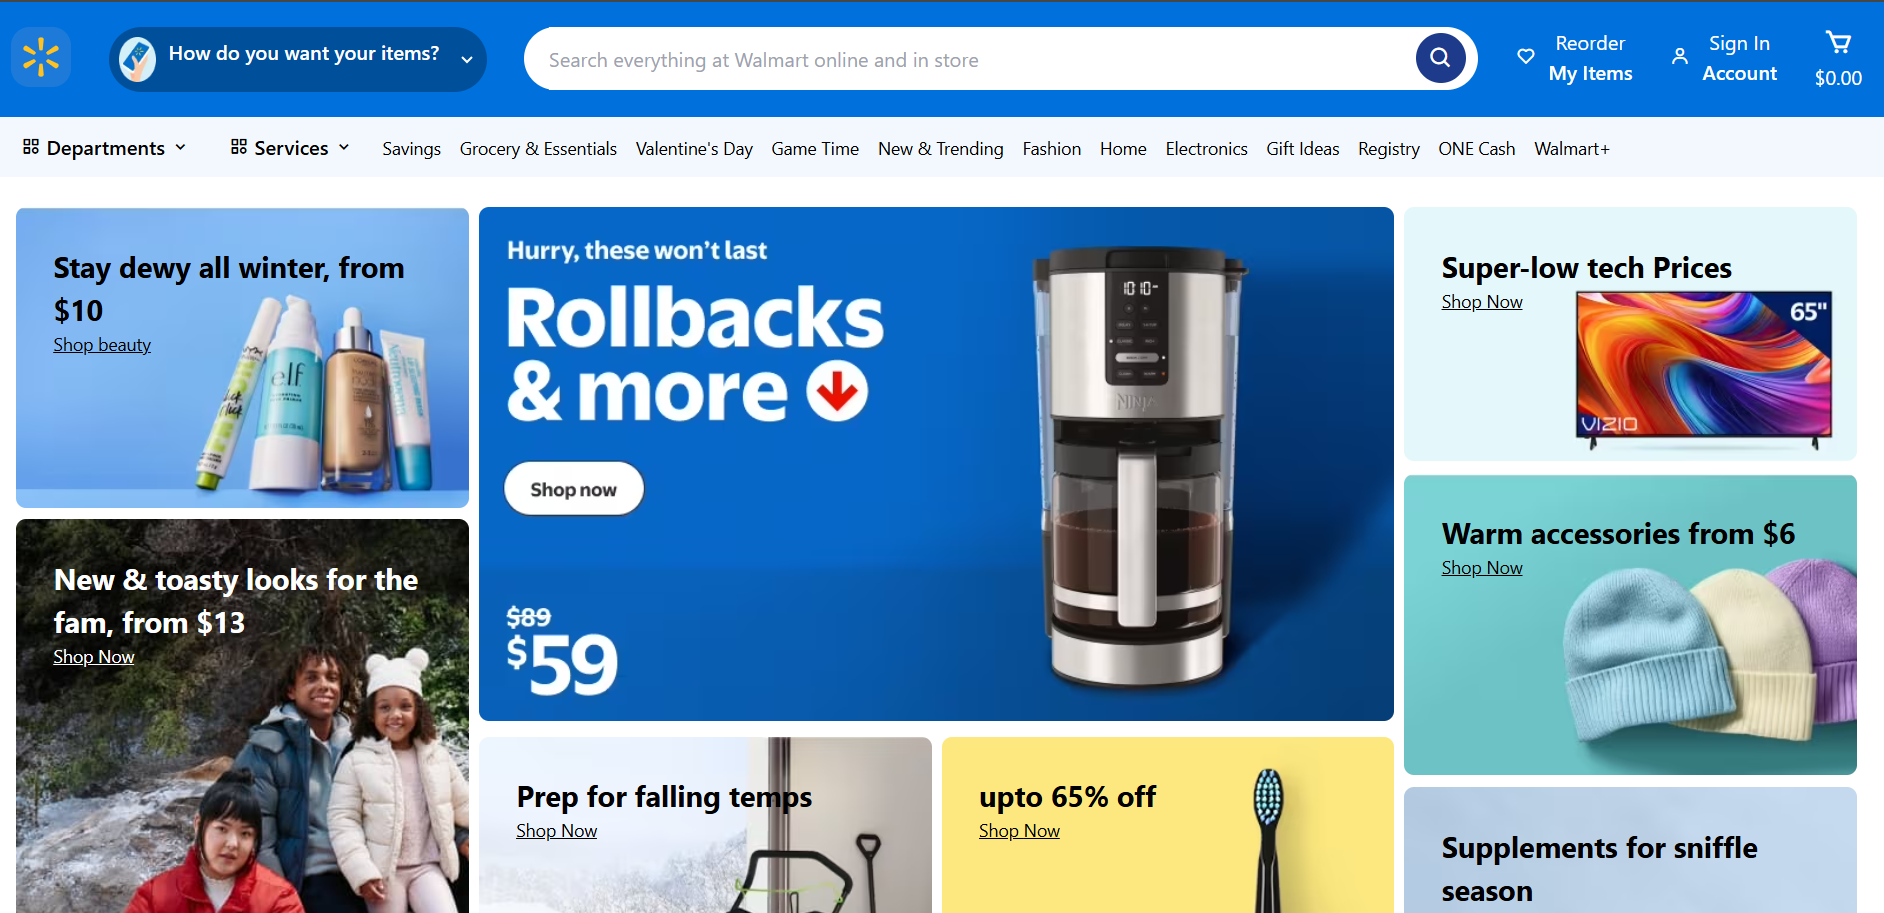 How do you want your items?
Search everything at Walmart online and in store
Reorder
My Items
Sign In
Account
$0.00
Departments
Services
Savings
Grocery & Essentials
Valentine's Day
Game Time
New & Trending
Fashion
Home
Electronics
Gift Ideas
Registry
ONE Cash
Walmart+
Stay dewy all winter, from
$10
Shop beauty
e.l.f.
New & toasty looks for the
fam, from $13
Shop Now
Hurry, these won't last
Rollbacks
& more
Shop now
$89
$59
10:10
NINJA
Prep for falling temps
Shop Now
upto 65% off
Shop Now
Super-low tech Prices
Shop Now
65"
VIZIO
Warm accessories from $6
Shop Now
Supplements for sniffle
season